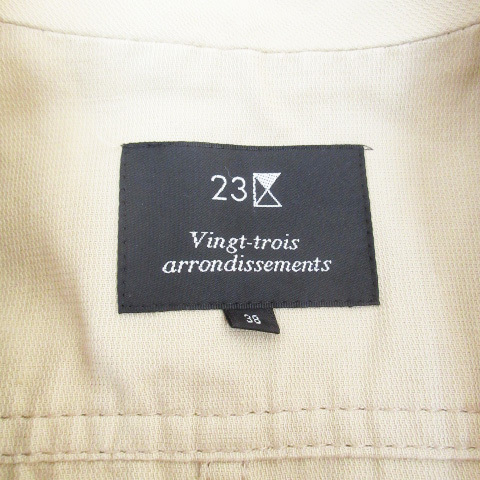 23区
Vingt-trois
arrondissements
38